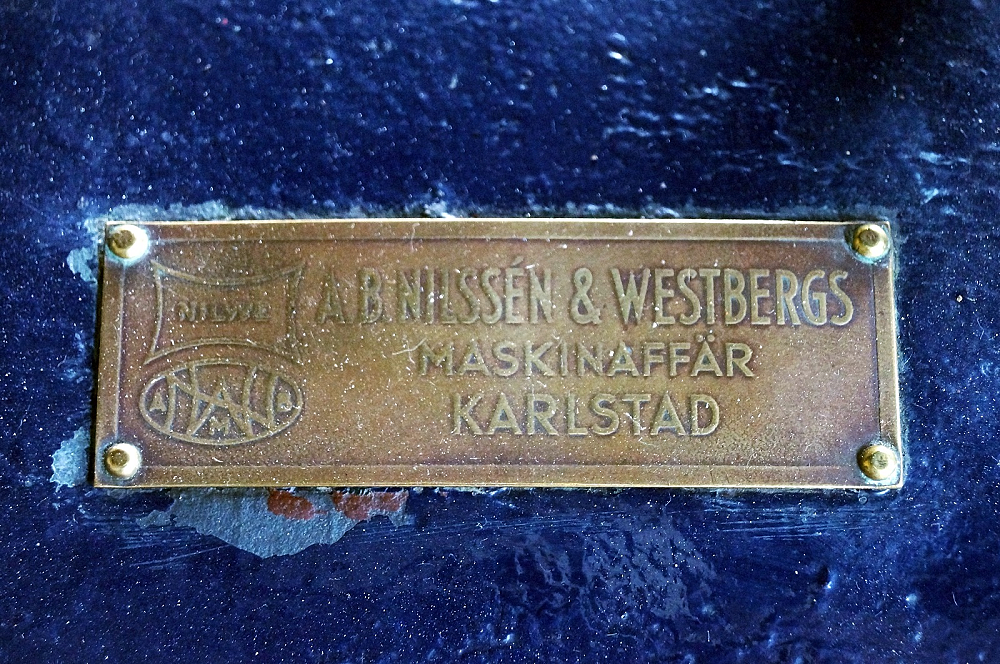 A.B. NILSSÉN & WESTBERGS
MASKINAFFÄR
KARLSTAD